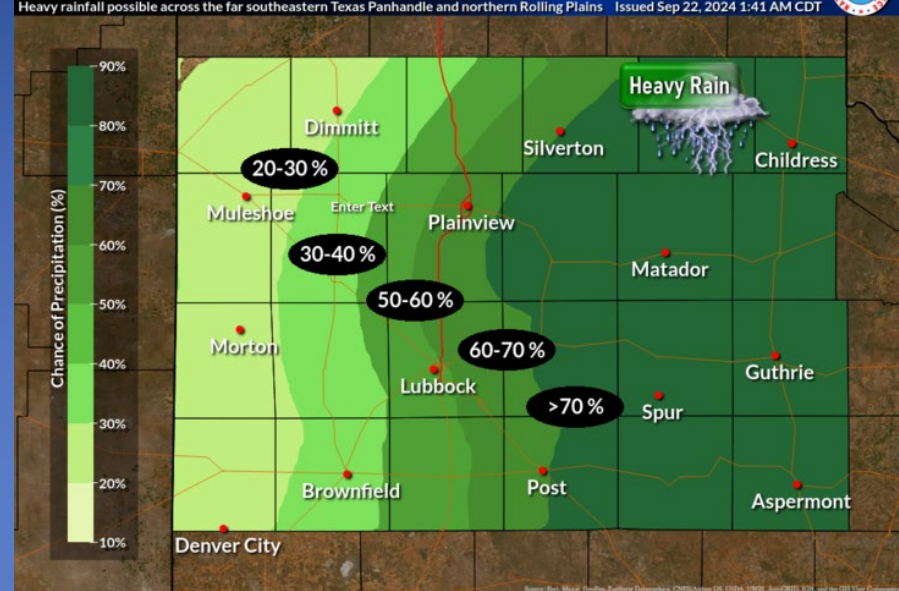 Heavy rainfall possible across the far southeastern Texas Panhandle and northern Rolling Plains Issued Sep 22, 2024 1:41 AM CDT
Chance of Precipitation (%)
90%
80%
70%
60%
50%
40%
30%
20%
10%
Heavy Rain
Dimmitt
Silverton
Childress
20-30 %
Muleshoe
Enter Text
Plainview
30-40 %
Matador
50-60 %
Morton
60-70 %
Lubbock
Guthrie
>70 %
Spur
Brownfield
Post
Aspermont
Denver City